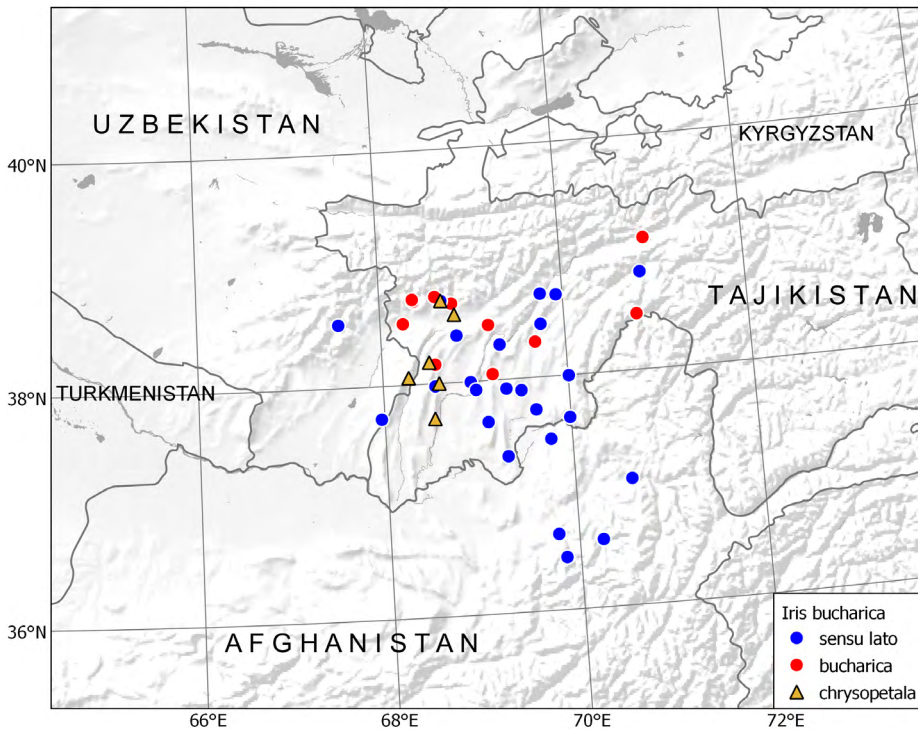 UZBEKISTAN
KYRGYZSTAN
40°N
TAJIKISTAN
TURKMENISTAN
38°N
36°N
AFGHANISTAN
Iris bucharica
sensu lato
bucharica
chrysopetala
66°E 68°E 70°E 72°E